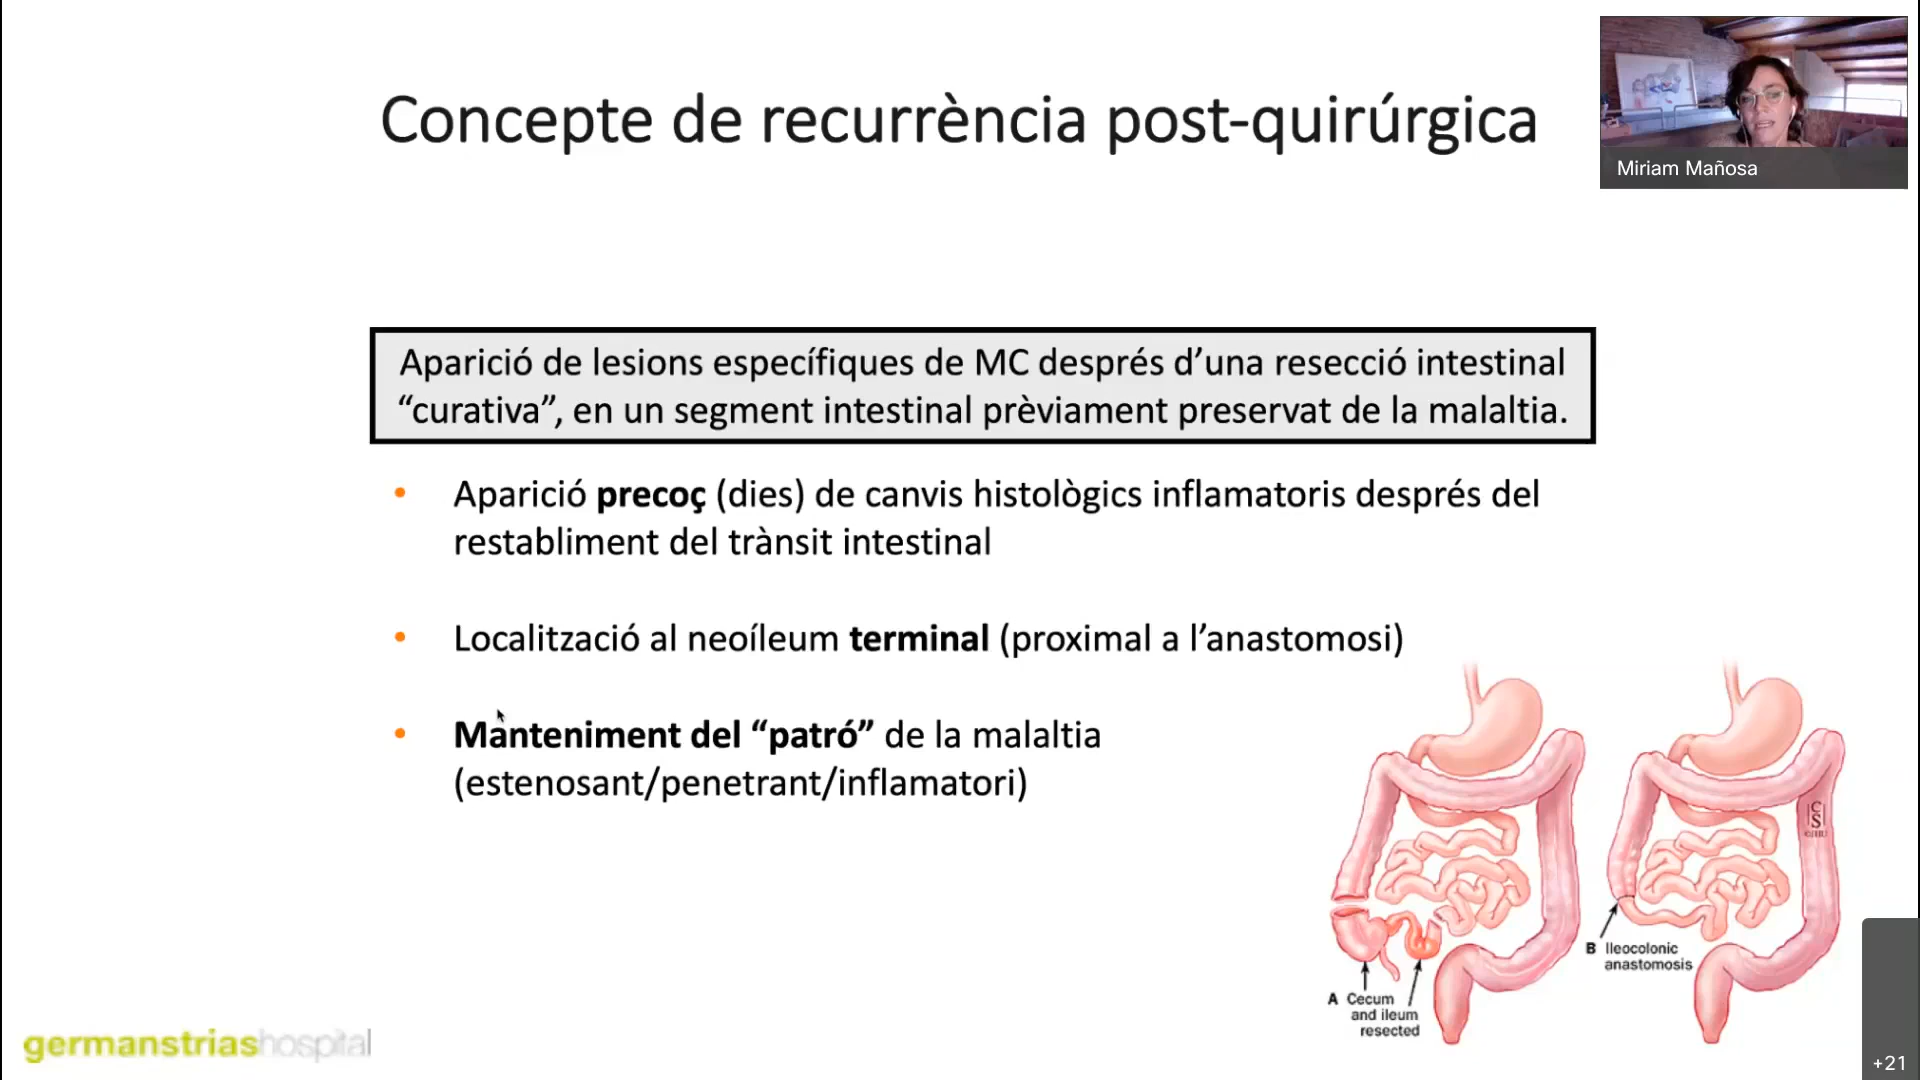 Concepte de recurrència post-quirúrgica
Miriam Mañosa
Aparició de lesions específiques de MC després d’una resecció intestinal
“curativa”, en un segment intestinal prèviament preservat de la malaltia.
• Aparició precoç (dies) de canvis histològics inflamatoris després del
restabliment del trànsit intestinal
• Localització al neoíleum terminal (proximal a l’anastomosi)
• Manteniment del “patró” de la malaltia
(estenosant/penetrant/inflamatori)
A Cecum
and ileum
resected
B Ileocolonic
anastomosis
germanstriashospital
+21